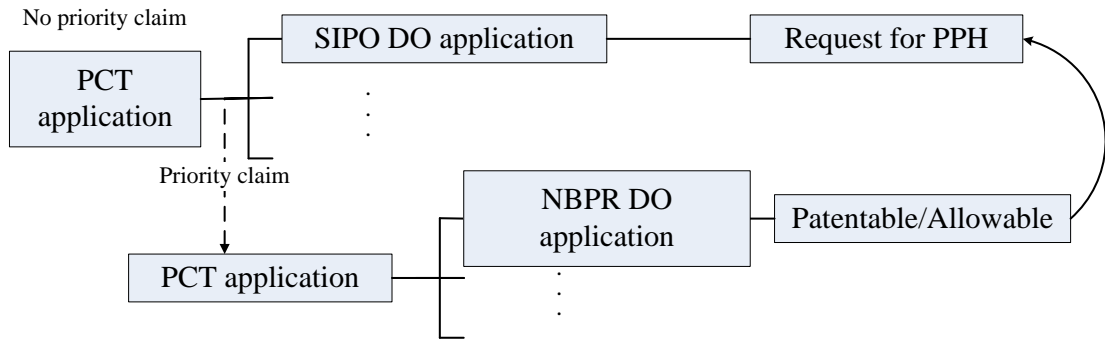 No priority claim
SIPO DO application
Request for PPH
PCT
application
Priority claim
NBPR DO
application
Patentable/Allowable
PCT application